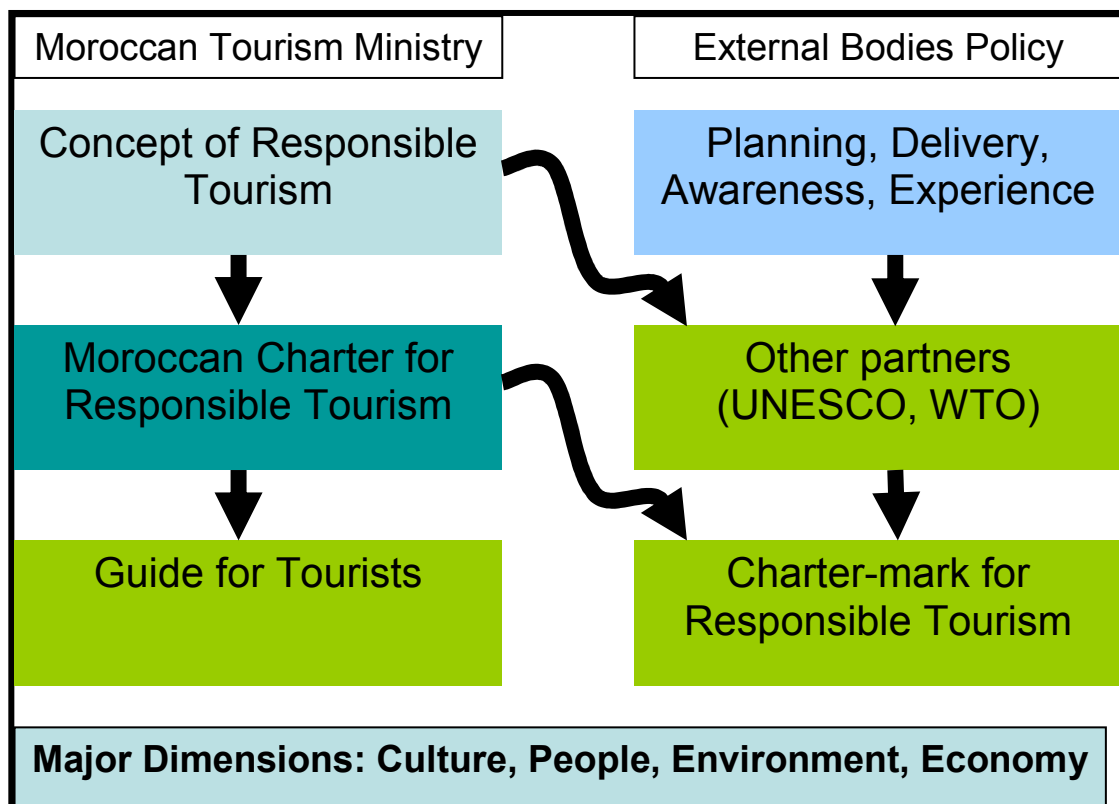 Moroccan Tourism Ministry
External Bodies Policy
Concept of Responsible
Tourism
Planning, Delivery,
Awareness, Experience
Moroccan Charter for
Responsible Tourism
Other partners
(UNESCO, WTO)
Guide for Tourists
Charter-mark for
Responsible Tourism
Major Dimensions: Culture, People, Environment, Economy